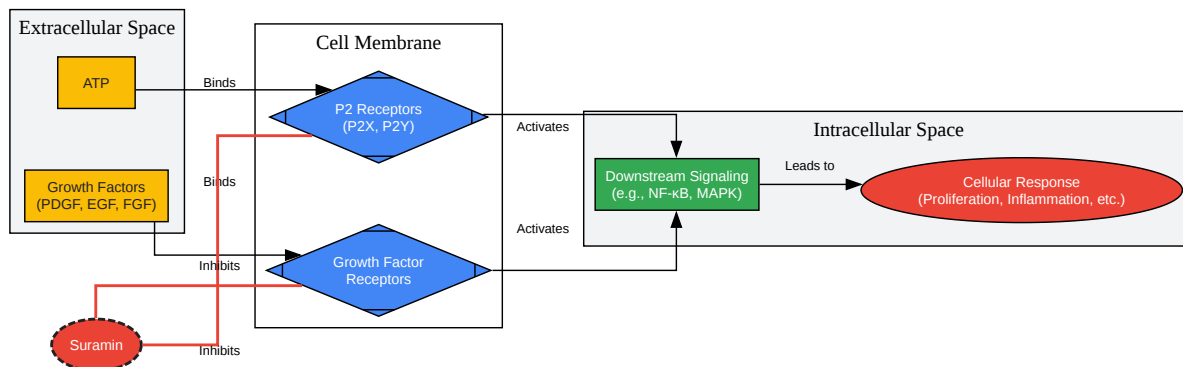 Extracellular Space
ATP
Growth Factors
(PDGF, EGF, FGF)
Binds
Binds
Inhibits
Inhibits
Suramin
Cell Membrane
P2 Receptors
(P2X, P2Y)
Growth Factor
Receptors
Activates
Activates
Intracellular Space
Downstream Signaling
(e.g., NF-κB, MAPK)
Leads to
Cellular Response
(Proliferation, Inflammation, etc.)